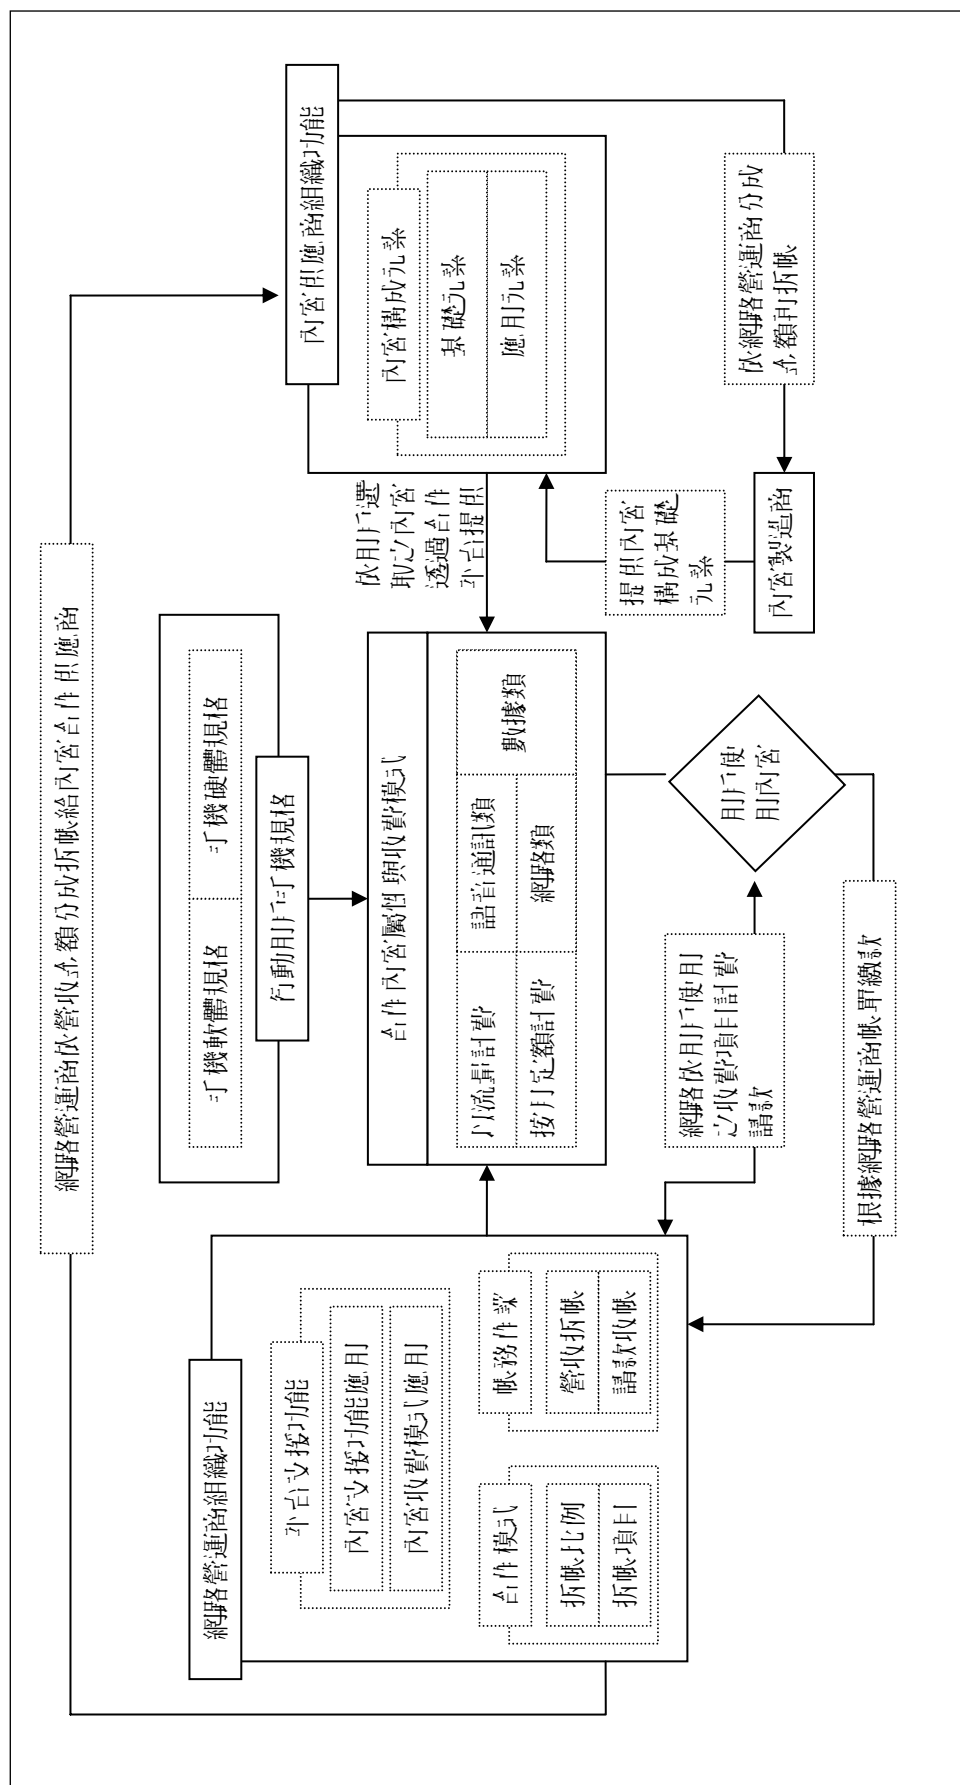 網路營運商依營收金額分成拆帳給內容合作供應商
網路營運商組織功能
平台支援功能
內容支援功能應用
內容收費模式應用
合作模式
拆帳比例
拆帳項目
帳務作業
營收拆帳
請款收帳
手機軟體規格
手機硬體規格
行動用戶手機規格
合作內容屬性與收費模式
以流量計費
語音通訊類
數據類
按月定額計費
網路類
依用戶選
取之內容
透過合作
平台提供
內容供應商組織功能
內容構成元素
基礎元素
應用元素
提供內容
構成基礎
元素
內容製造商
依網路營運商分成
金額再拆帳
用戶使
用內容
網路依用戶使用
之收費項目計費
請款
根據網路營運商帳單繳款